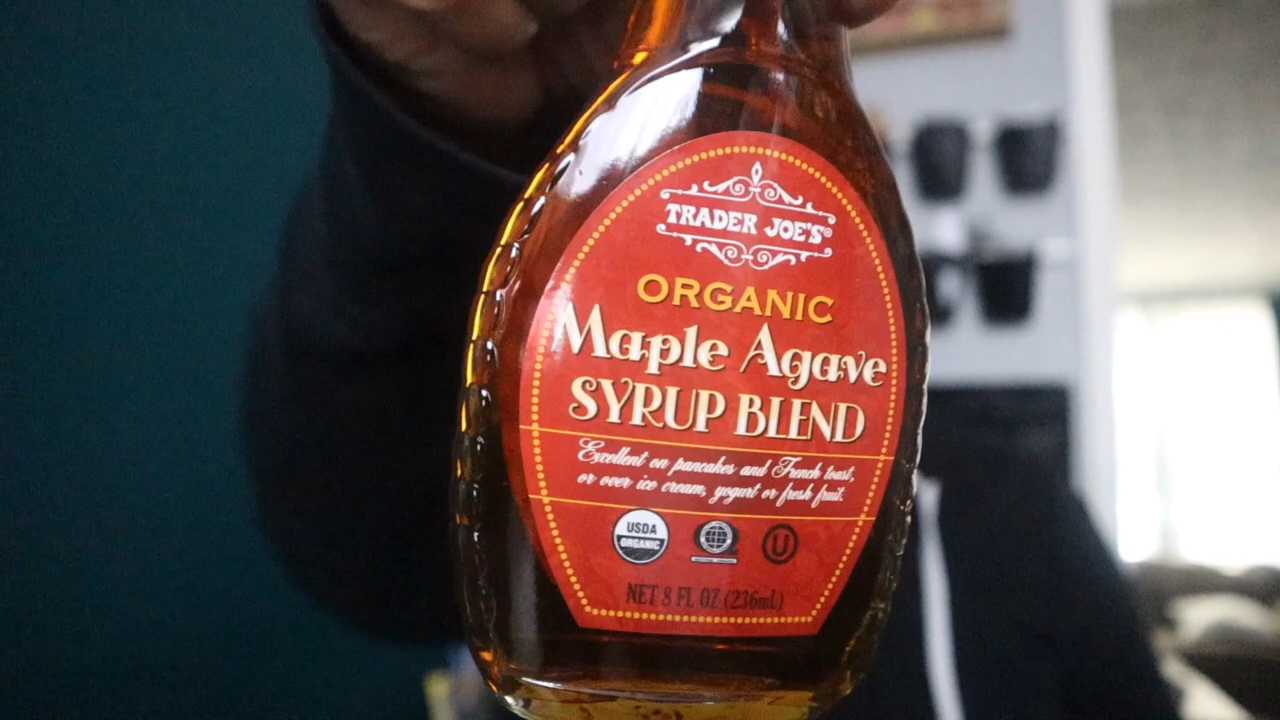 TRADER JOE'S®
ORGANIC
Maple Agave
SYRUP BLEND
Excellent on pancakes and French toast,
or over ice cream, yogurt or fresh fruit.
USDA
ORGANIC
U
NET 8 FL OZ (236mL)